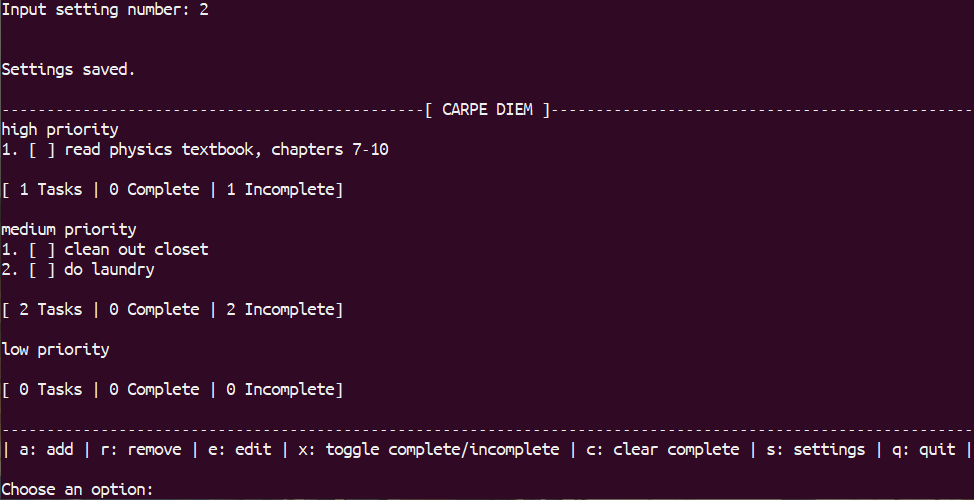 Input setting number: 2
Settings saved.
-----------------------------------------------[ CARPE DIEM ]-----------------------------------------------
high priority
1. [ ] read physics textbook, chapters 7-10
[ 1 Tasks | 0 Complete | 1 Incomplete]
medium priority
1. [ ] clean out closet
2. [ ] do laundry
[ 2 Tasks | 0 Complete | 2 Incomplete]
low priority
[ 0 Tasks | 0 Complete | 0 Incomplete]
------------------------------------------------------------------------------------------------------------
| a: add | r: remove | e: edit | x: toggle complete/incomplete | c: clear complete | s: settings | q: quit |
Choose an option: